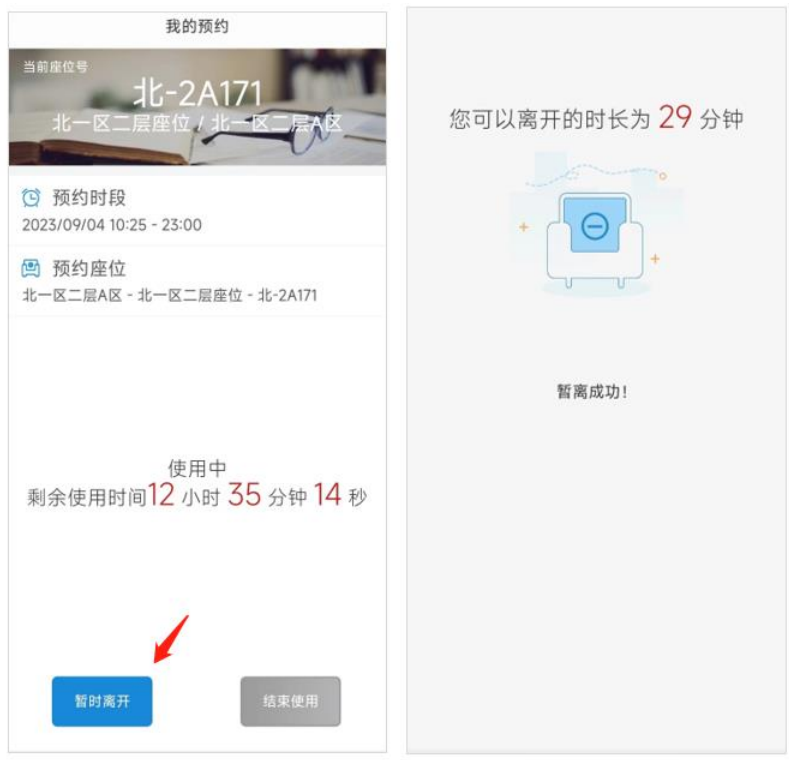 我的预约
当前座位号
北-2A171
北一区二层座位 / 北一区二层A区
预约时段
2023/09/04 10:25 - 23:00
预约座位
北一区二层A区 - 北一区二层座位 - 北-2A171
使用中
剩余使用时间12 小时 35 分钟 14 秒
暂时离开
结束使用
您可以离开的时长为 29 分钟
暂离成功!